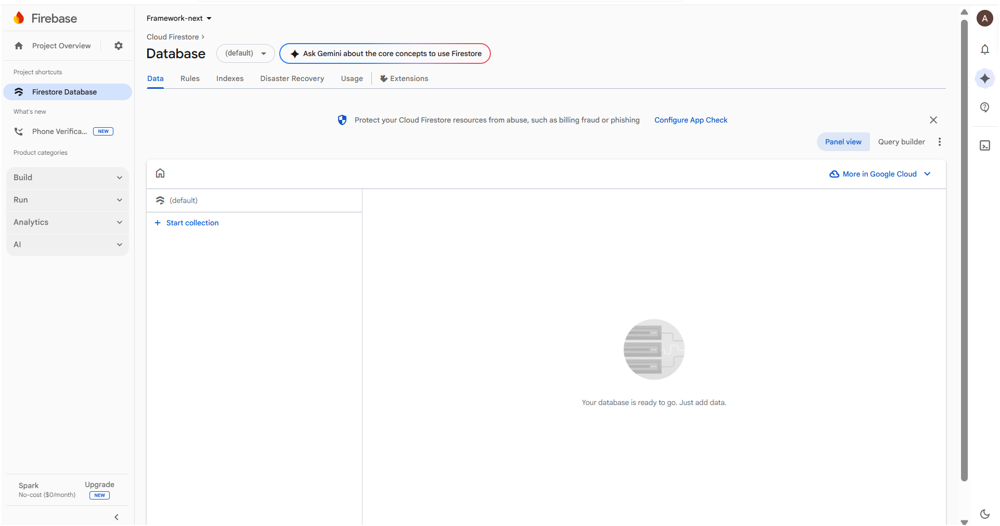 Firebase
Project Overview
Project shortcuts
Firestore Database
What's new
Phone Verifica... NEW
Product categories
Build
Run
Analytics
AI
Spark
No-cost ($0/month)
Upgrade
NEW
Framework-next
Cloud Firestore
Database
(default)
Ask Gemini about the core concepts to use Firestore
Data Rules Indexes Disaster Recovery Usage Extensions
Protect your Cloud Firestore resources from abuse, such as billing fraud or phishing Configure App Check
Panel view Query builder
More in Google Cloud
(default)
Start collection
Your database is ready to go. Just add data.
A